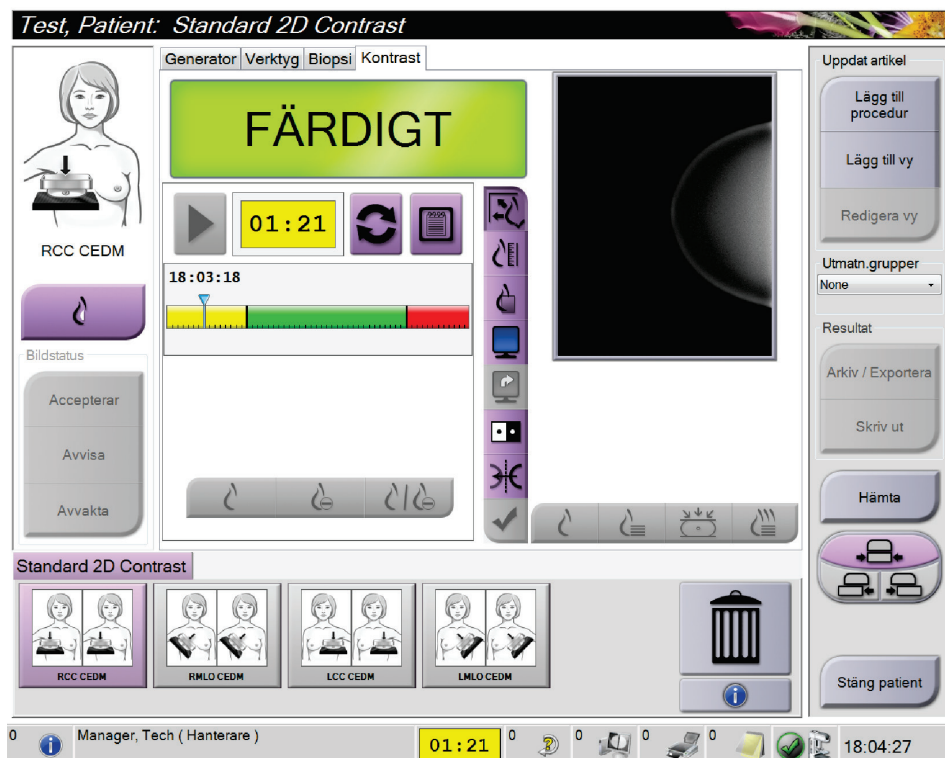 Test, Patient: Standard 2D Contrast
Generator Verktyg Biopsi Kontrast
FÄRDIGT
01:21
18:03:18
RCC CEDM
Bildstatus
Accepterar
Avvisa
Avvakta
Uppdat artikel
Lägg till
procedur
Lägg till vy
Redigera vy
Utmatn.grupper
None
Resultat
Arkiv / Exportera
Skriv ut
Hämta
Stäng patient
Standard 2D Contrast
RCC CEDM
RMLO CEDM
LCC CEDM
LMLO CEDM
0 Manager, Tech ( Hanterare ) 01:21 0 0 0 0 18:04:27